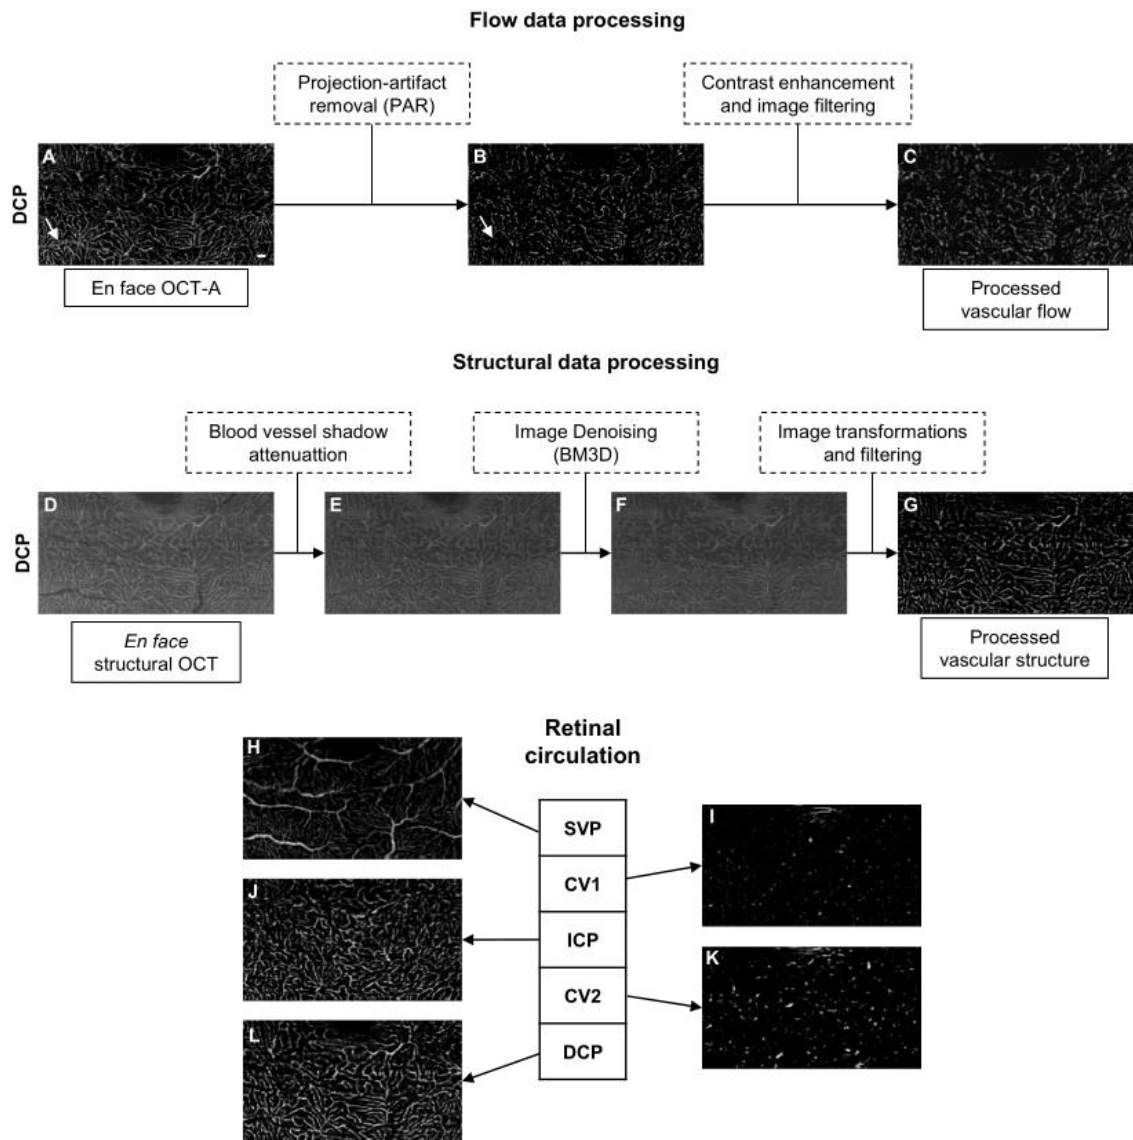 Flow data processing
Projection-artifact
removal (PAR)
Contrast enhancement
and image filtering
DCP
A
B
C
En face OCT-A
Processed
vascular flow
Structural data processing
Blood vessel shadow
attenuattion
Image Denoising
(BM3D)
Image transformations
and filtering
DCP
D
E
F
G
En face
structural OCT
Processed
vascular structure
Retinal
circulation
H
SVP
I
CV1
J
ICP
K
CV2
L
DCP